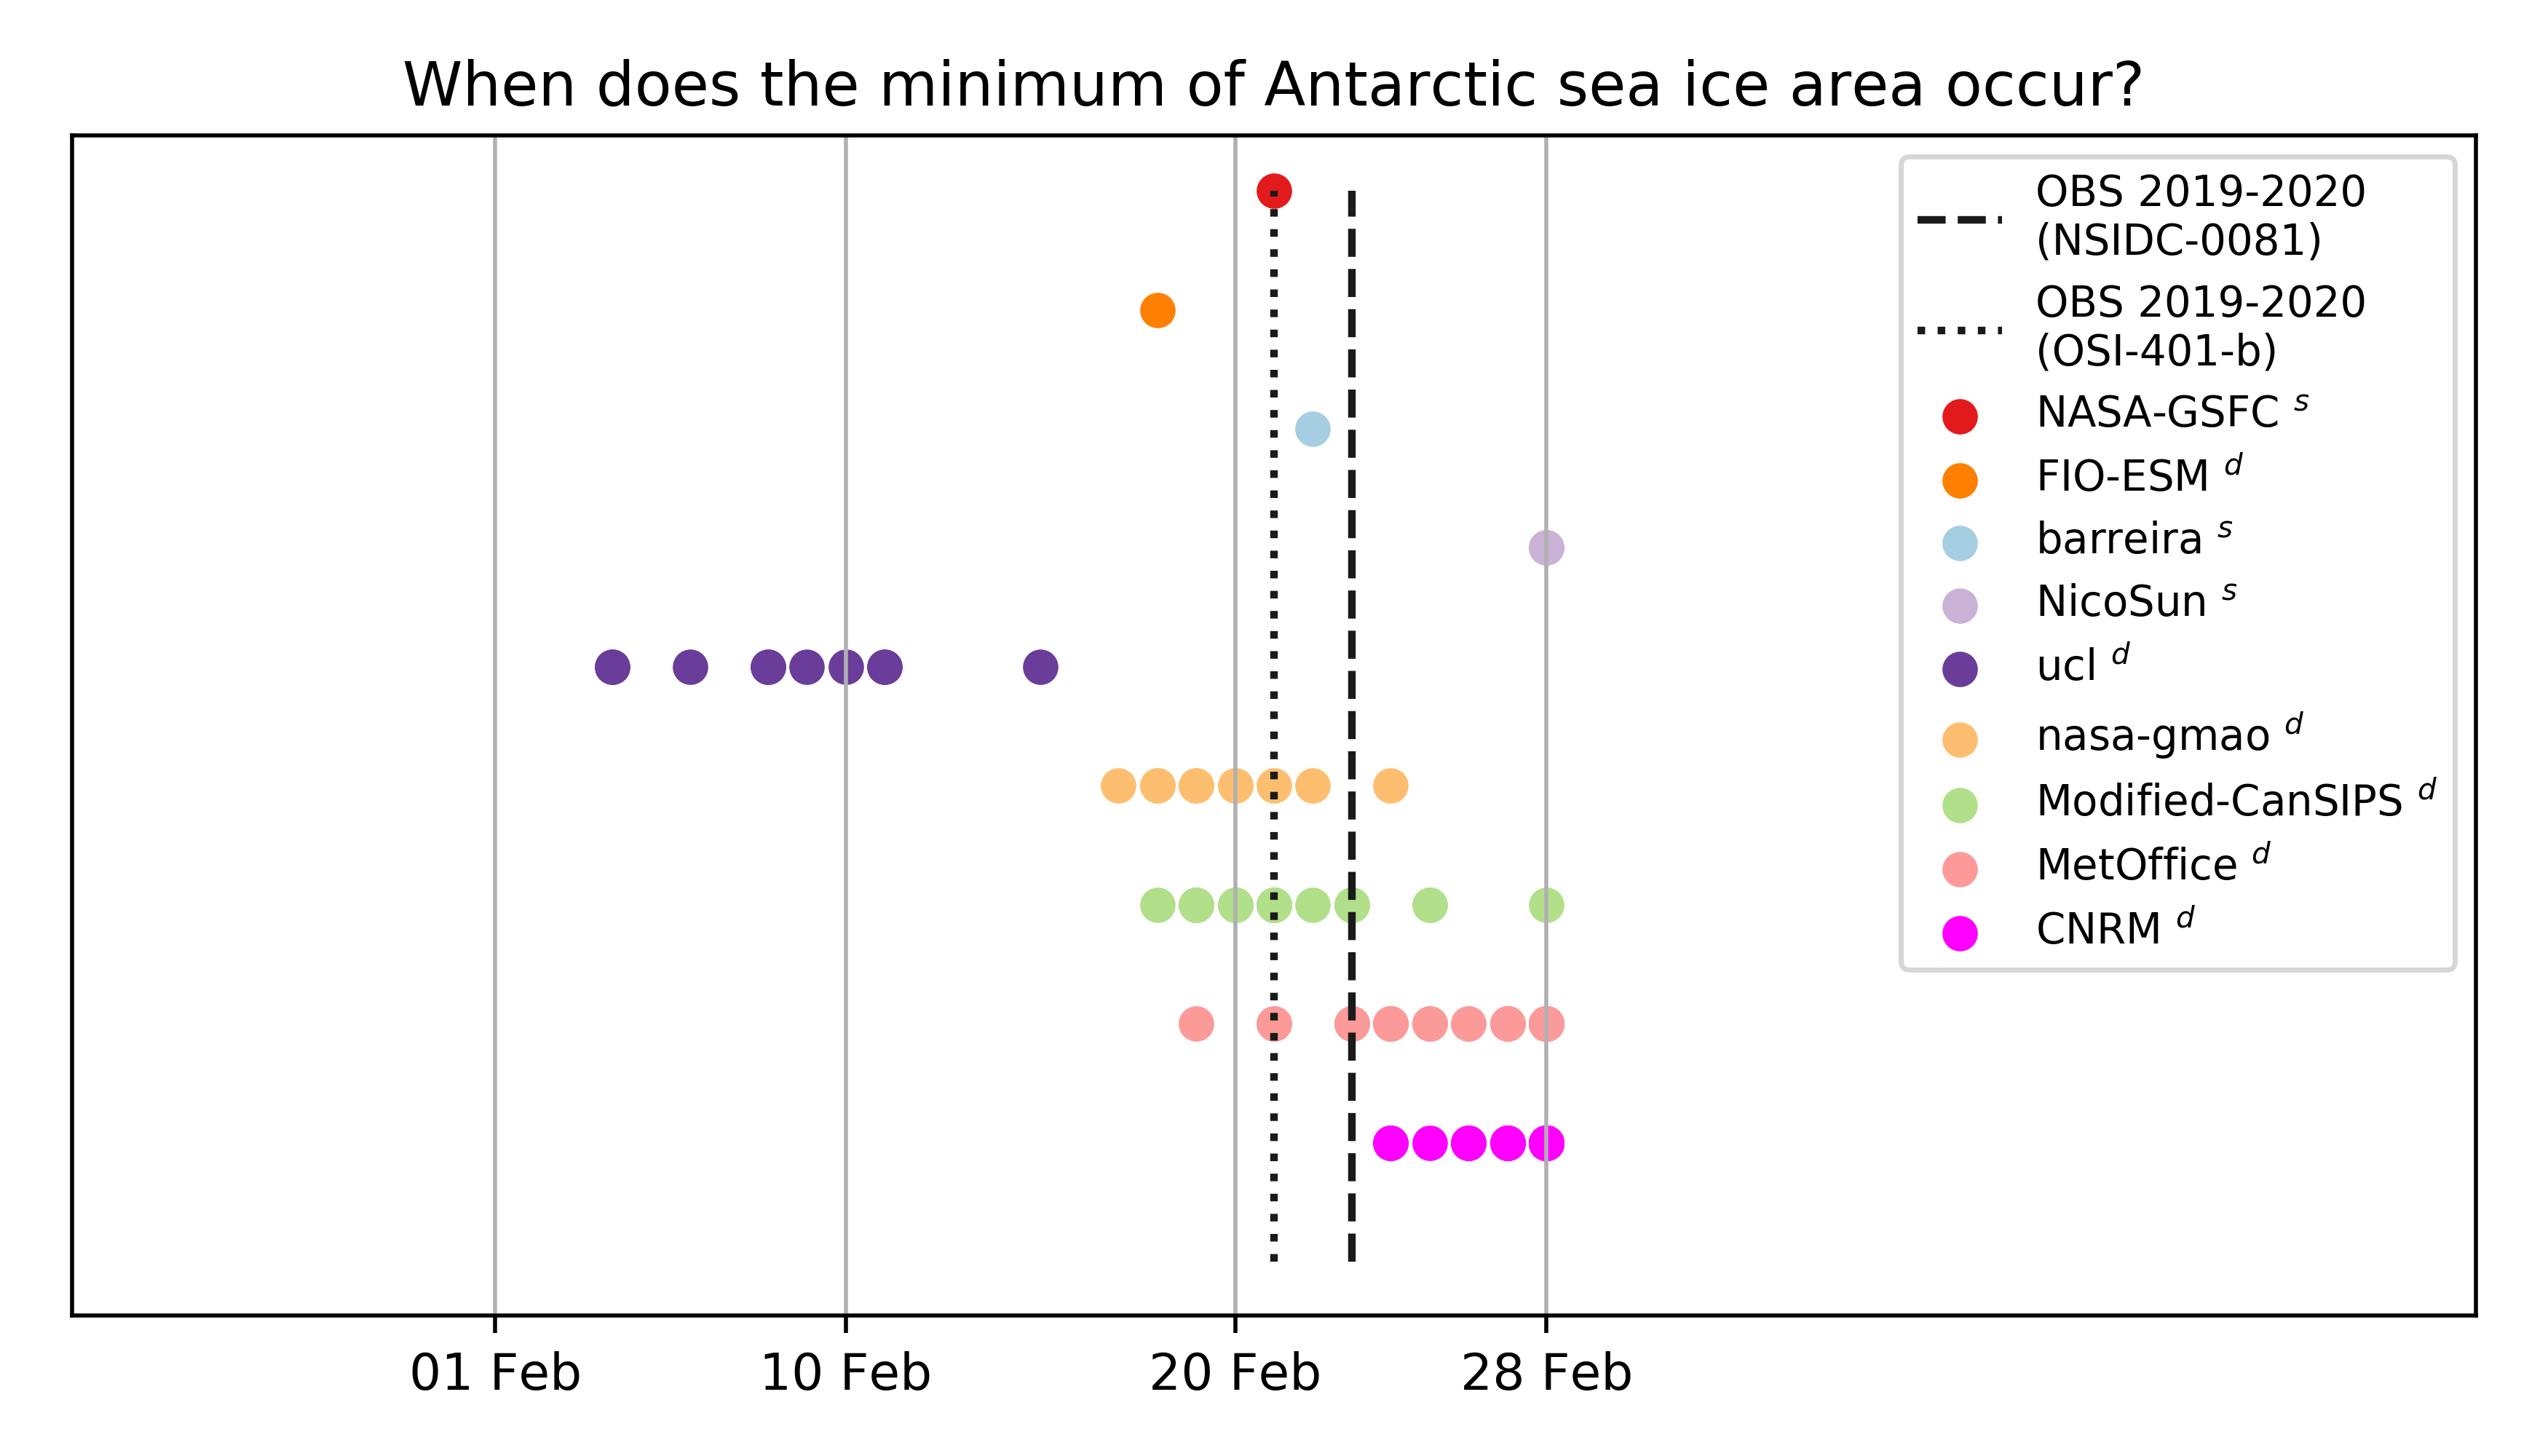 When does the minimum of Antarctic sea ice area occur?
OBS 2019-2020
(NSIDC-0081)
OBS 2019-2020
(OSI-401-b)
NASA-GSFC s
FIO-ESM d
barreira s
NicoSun s
ucl d
nasa-gmao d
Modified-CanSIPS d
MetOffice d
CNRM d
01 Feb
10 Feb
20 Feb
28 Feb